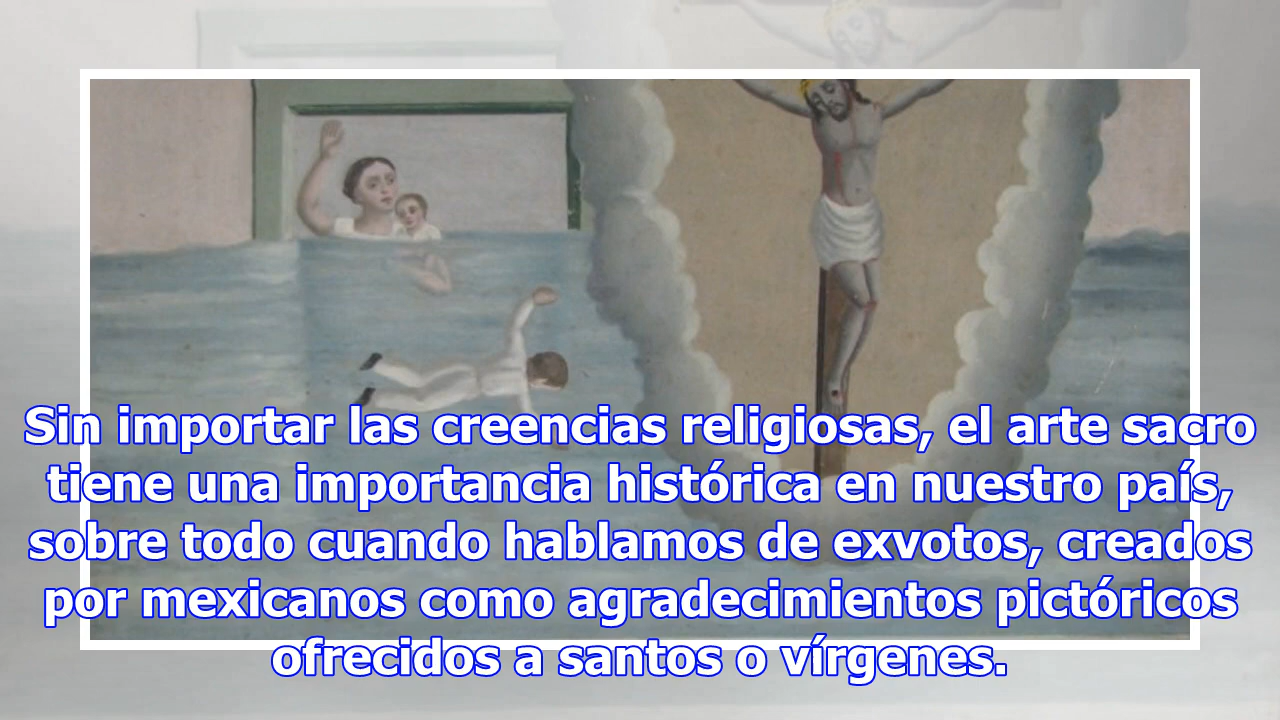 Sin importar las creencias religiosas, el arte sacro
tiene una importancia histórica en nuestro país,
sobre todo cuando hablamos de exvotos, creados
por mexicanos como agradecimientos pictóricos
ofrecidos a santos o vírgenes.